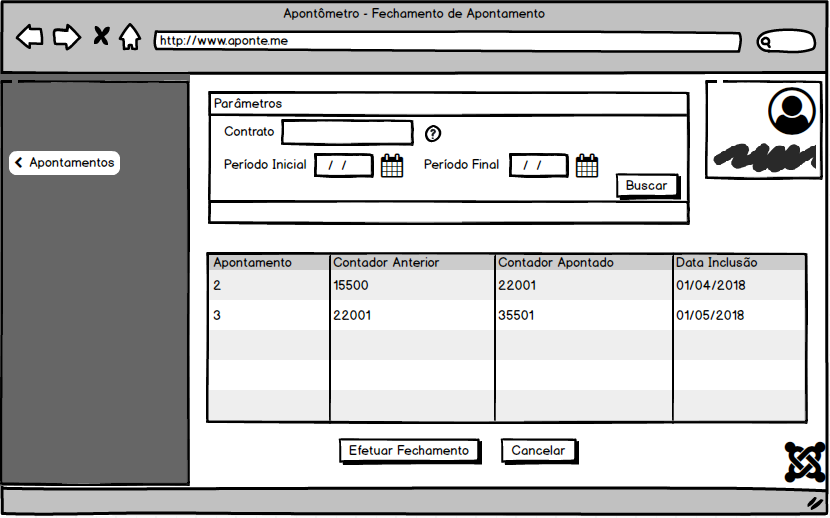 Apontômetro - Fechamento de Apontamento
http://www.aponte.me
Apontamentos
Parâmetros
Contrato ?
Período Inicial / / Período Final / /
Buscar
Apontamento Contador Anterior Contador Apontado Data Inclusão
2 15500 22001 01/04/2018
3 22001 35501 01/05/2018
Efetuar Fechamento Cancelar